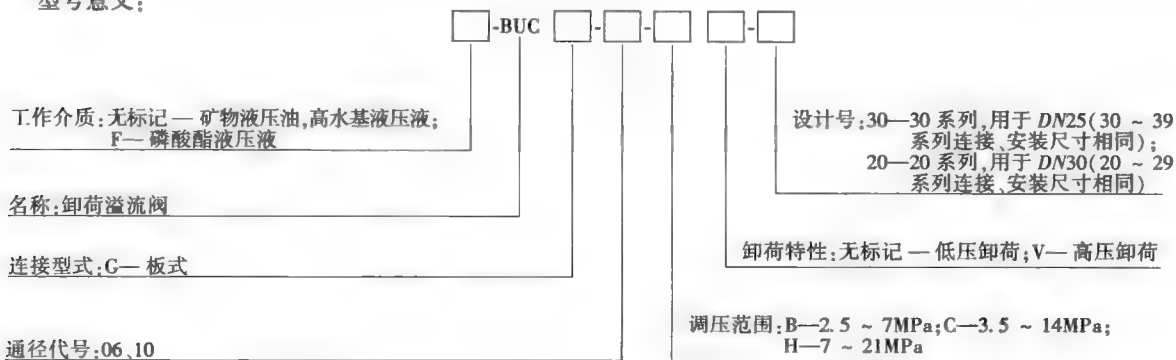 型号意义:
□-BUC □-□-□ □-□
工作介质:无标记 — 矿物液压油,高水基液压液;
F— 磷酸酯液压液
名称:卸荷溢流阀
连接型式:G— 板式
通径代号:06、10
设计号:30—30 系列,用于 DN25(30 ~ 39
系列连接、安装尺寸相同);
20—20 系列,用于 DN30(20 ~ 29
系列连接、安装尺寸相同)
卸荷特性:无标记 — 低压卸荷;V— 高压卸荷
调压范围:B—2.5 ~ 7MPa;C—3.5 ~ 14MPa;
H—7 ~ 21MPa